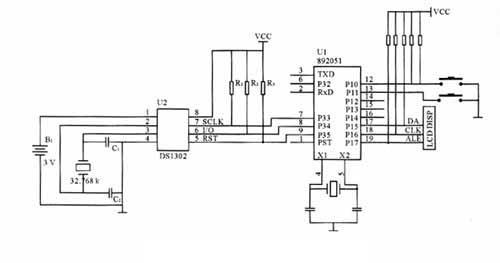 VCC
VCC
U1
892051
3 TXD P10 12
6 P32 P11 13
2 RxD P12 14
P13 15
P14 16
7 P33 P15 17 DA
8 P34 P16 18 CLK
9 P35 P17 19 ALE
1 PST
X1 X2
4 5
LCD DISP
R₁ R₂ R₃
U2
1 8
2 7 SCLK
3 6 I/O
4 5 RST
DS1302
B₁
3 V
C₁
32.768 k
C₂